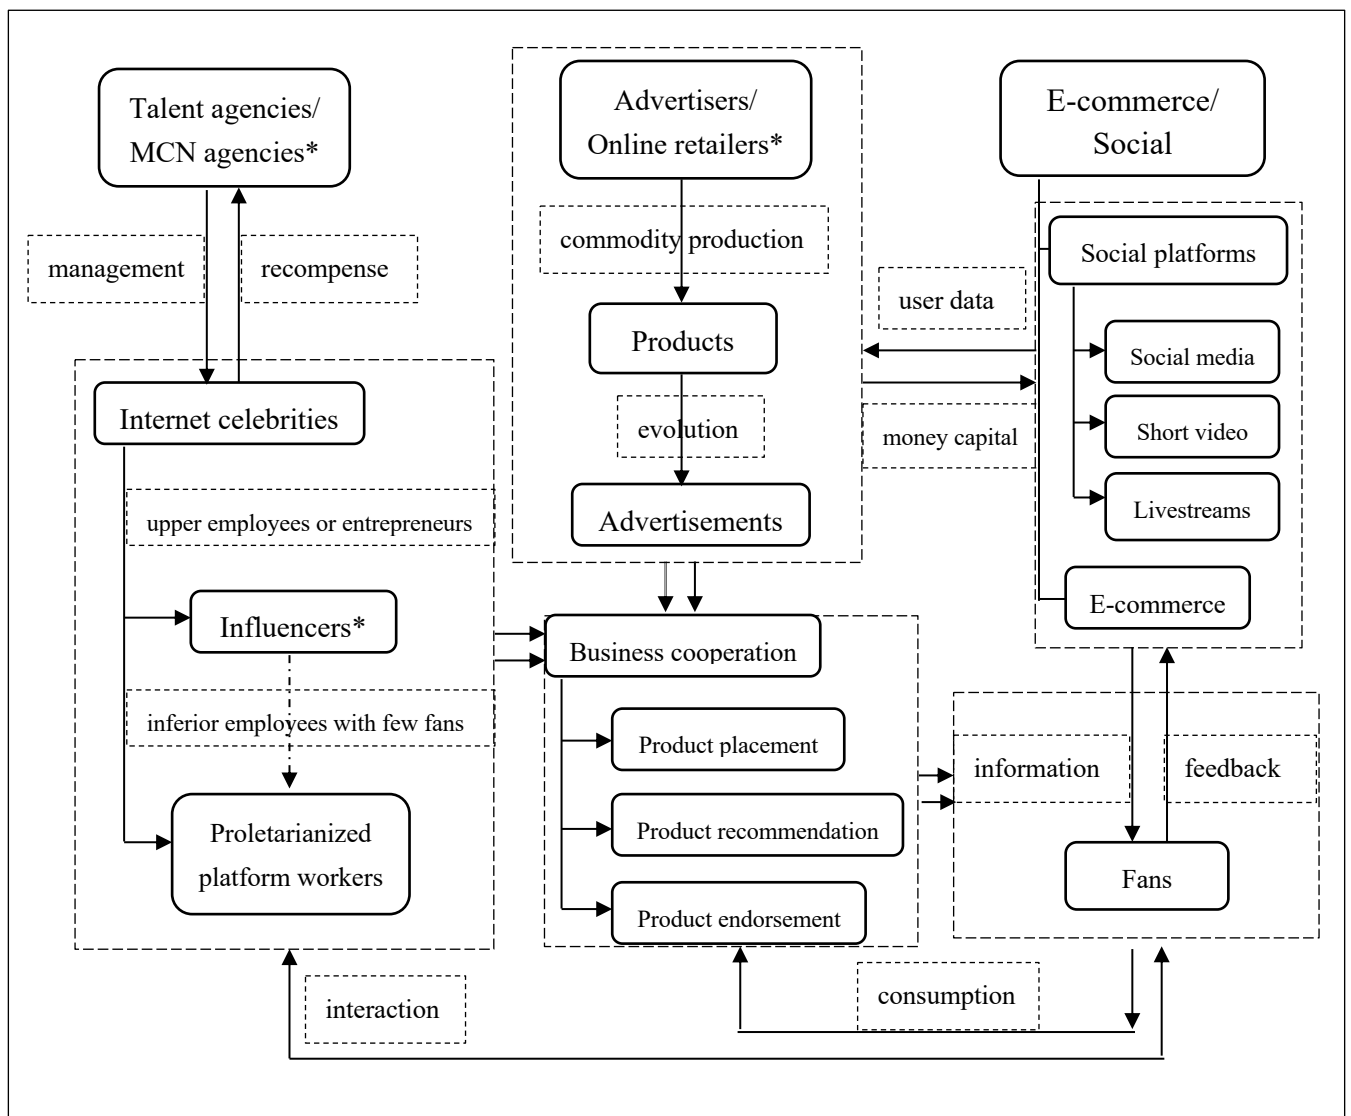 Talent agencies/
MCN agencies*
management
recompense
Internet celebrities
upper employees or entrepreneurs
Influencers*
inferior employees with few fans
Proletarianized
platform workers
interaction
Advertisers/
Online retailers*
commodity production
Products
evolution
Advertisements
Business cooperation
Product placement
Product recommendation
Product endorsement
consumption
E-commerce/
Social
user data
money capital
Social platforms
Social media
Short video
Livestreams
E-commerce
information
feedback
Fans